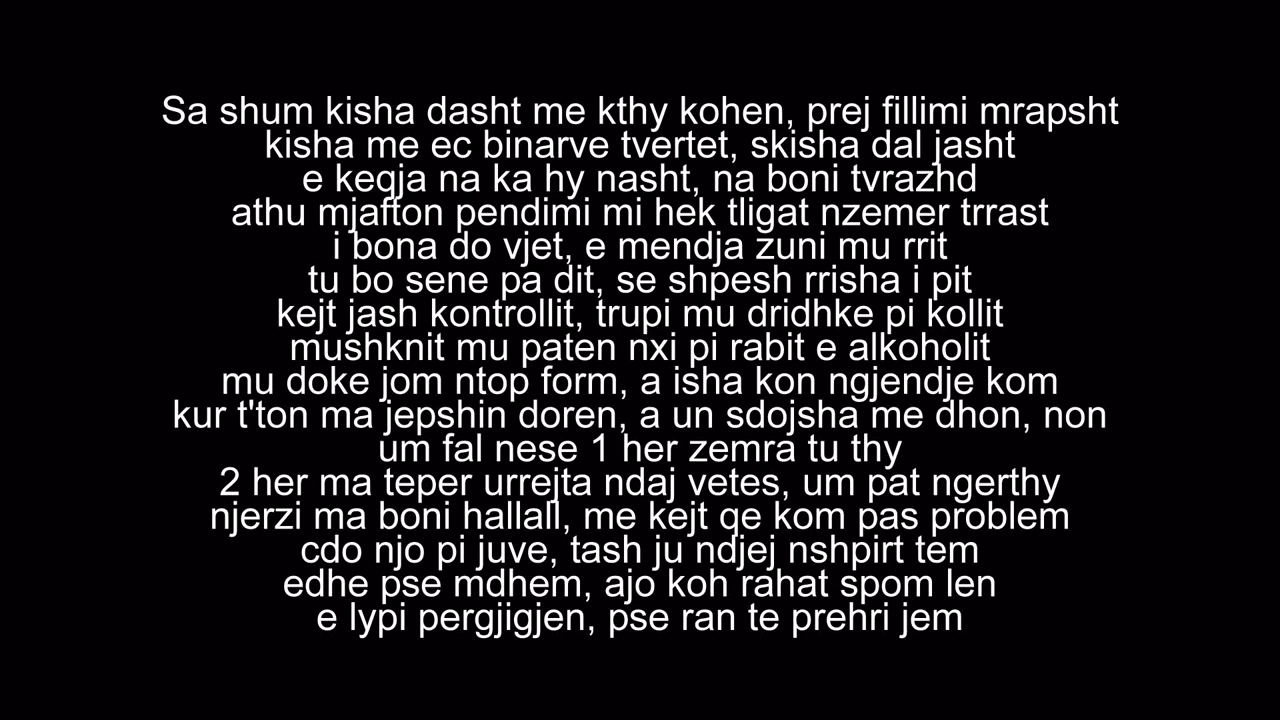 Sa shum kisha dasht me kthy kohen, prej fillimi mrapsht
kisha me ec binarve tvertet, skisha dal jasht
e keqja na ka hy nasht, na boni tvrazhd
athu mjafton pendimi mi hek tligat nzemer trrast
i bona do vjet, e mendja zuni mu rrit
tu bo sene pa dit, se shpesh rrisha i pit
kejt jash kontrollit, trupi mu dridhke pi kollit
mushknit mu paten nxi pi rabit e alkoholit
mu doke jom ntop form, a isha kon ngjendje kom
kur t'ton ma jepshin doren, a un sdojsha me dhon, non
um fal nese 1 her zemra tu thy
2 her ma teper urrejta ndaj vetes, um pat ngerthy
njerzi ma boni hallall, me kejt qe kom pas problem
cdo njo pi juve, tash ju ndjej nshpirt tem
edhe pse mdhem, ajo koh rahat spom len
e lypi pergjigjen, pse ran te prehri jem